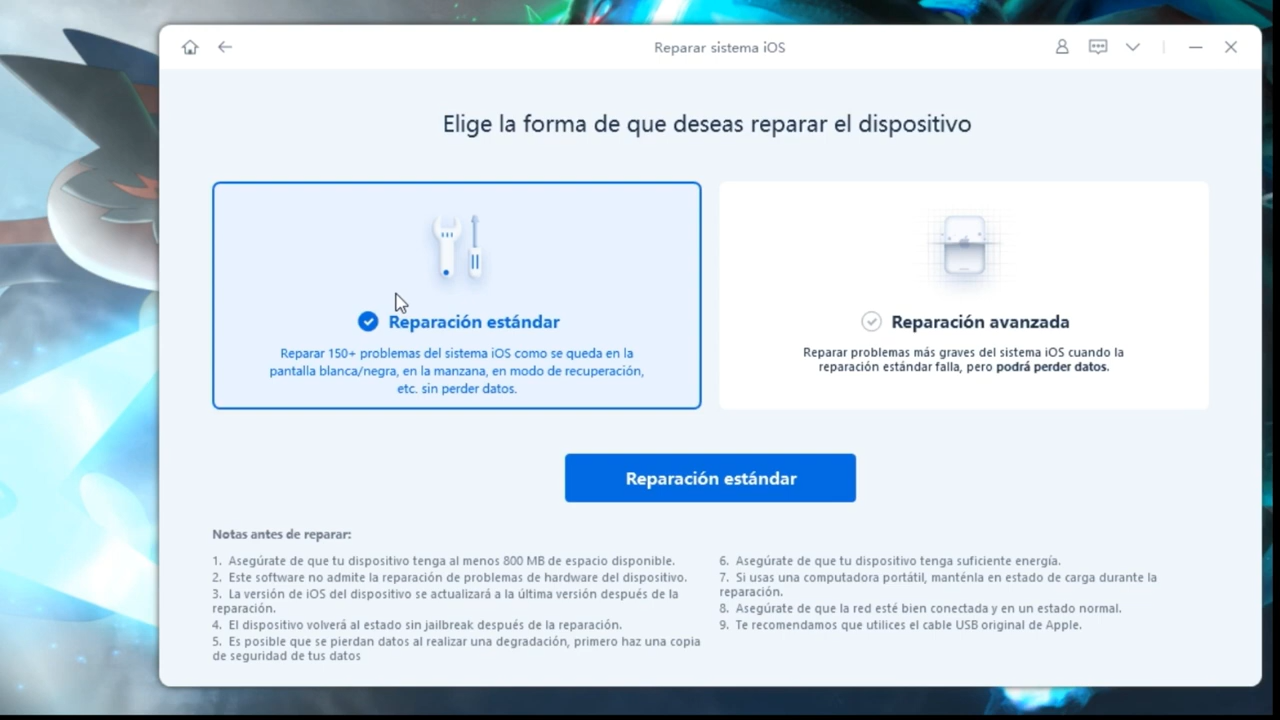 Reparar sistema iOS
Elige la forma de que deseas reparar el dispositivo
Reparación estándar
Reparar 150+ problemas del sistema iOS como se queda en la
pantalla blanca/negra, en la manzana, en modo de recuperación,
etc. sin perder datos.
Reparación avanzada
Reparar problemas más graves del sistema iOS cuando la
reparación estándar falla, pero podrá perder datos.
Reparación estándar
Notas antes de reparar:
1. Asegúrate de que tu dispositivo tenga al menos 800 MB de espacio disponible.
2. Este software no admite la reparación de problemas de hardware del dispositivo.
3. La versión de iOS del dispositivo se actualizará a la última versión después de la
reparación.
4. El dispositivo volverá al estado sin jailbreak después de la reparación.
5. Es posible que se pierdan datos al realizar una degradación, primero haz una copia
de seguridad de tus datos
6. Asegúrate de que tu dispositivo tenga suficiente energía.
7. Si usas una computadora portátil, manténla en estado de carga durante la
reparación.
8. Asegúrate de que la red esté bien conectada y en un estado normal.
9. Te recomendamos que utilices el cable USB original de Apple.